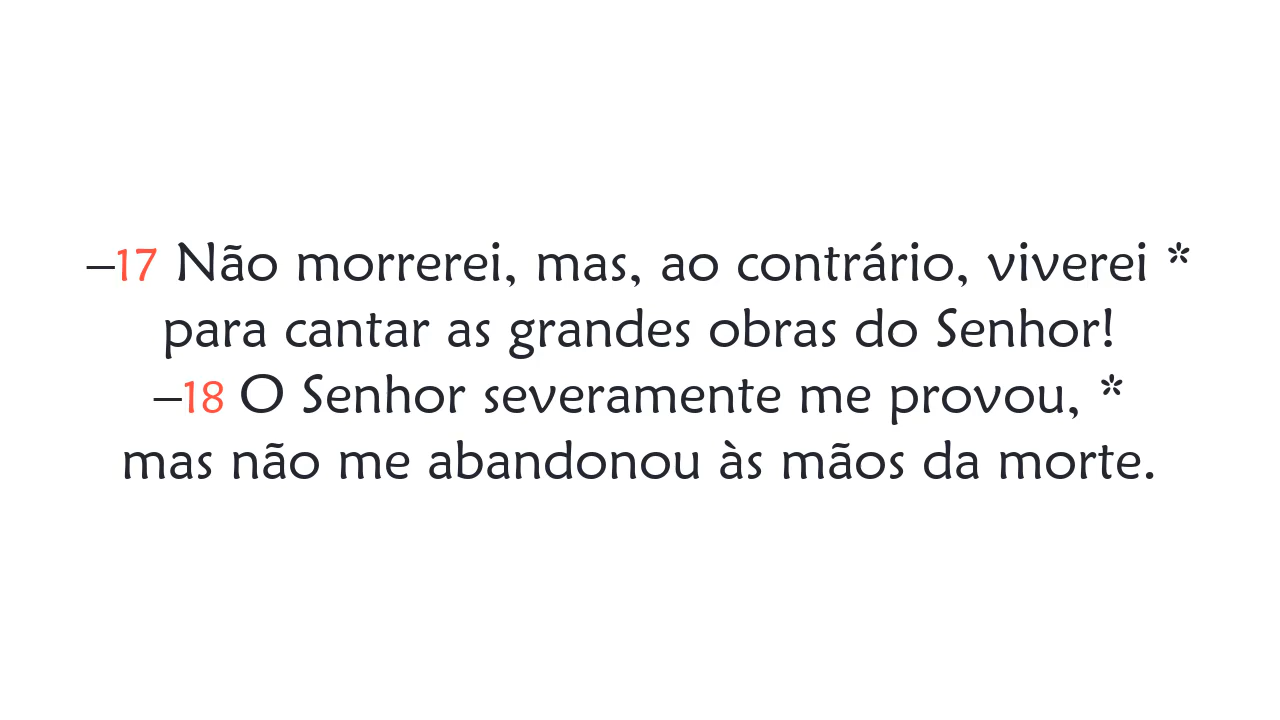 –17 Não morrerei, mas, ao contrário, viverei *
para cantar as grandes obras do Senhor!
–18 O Senhor severamente me provou, *
mas não me abandonou às mãos da morte.